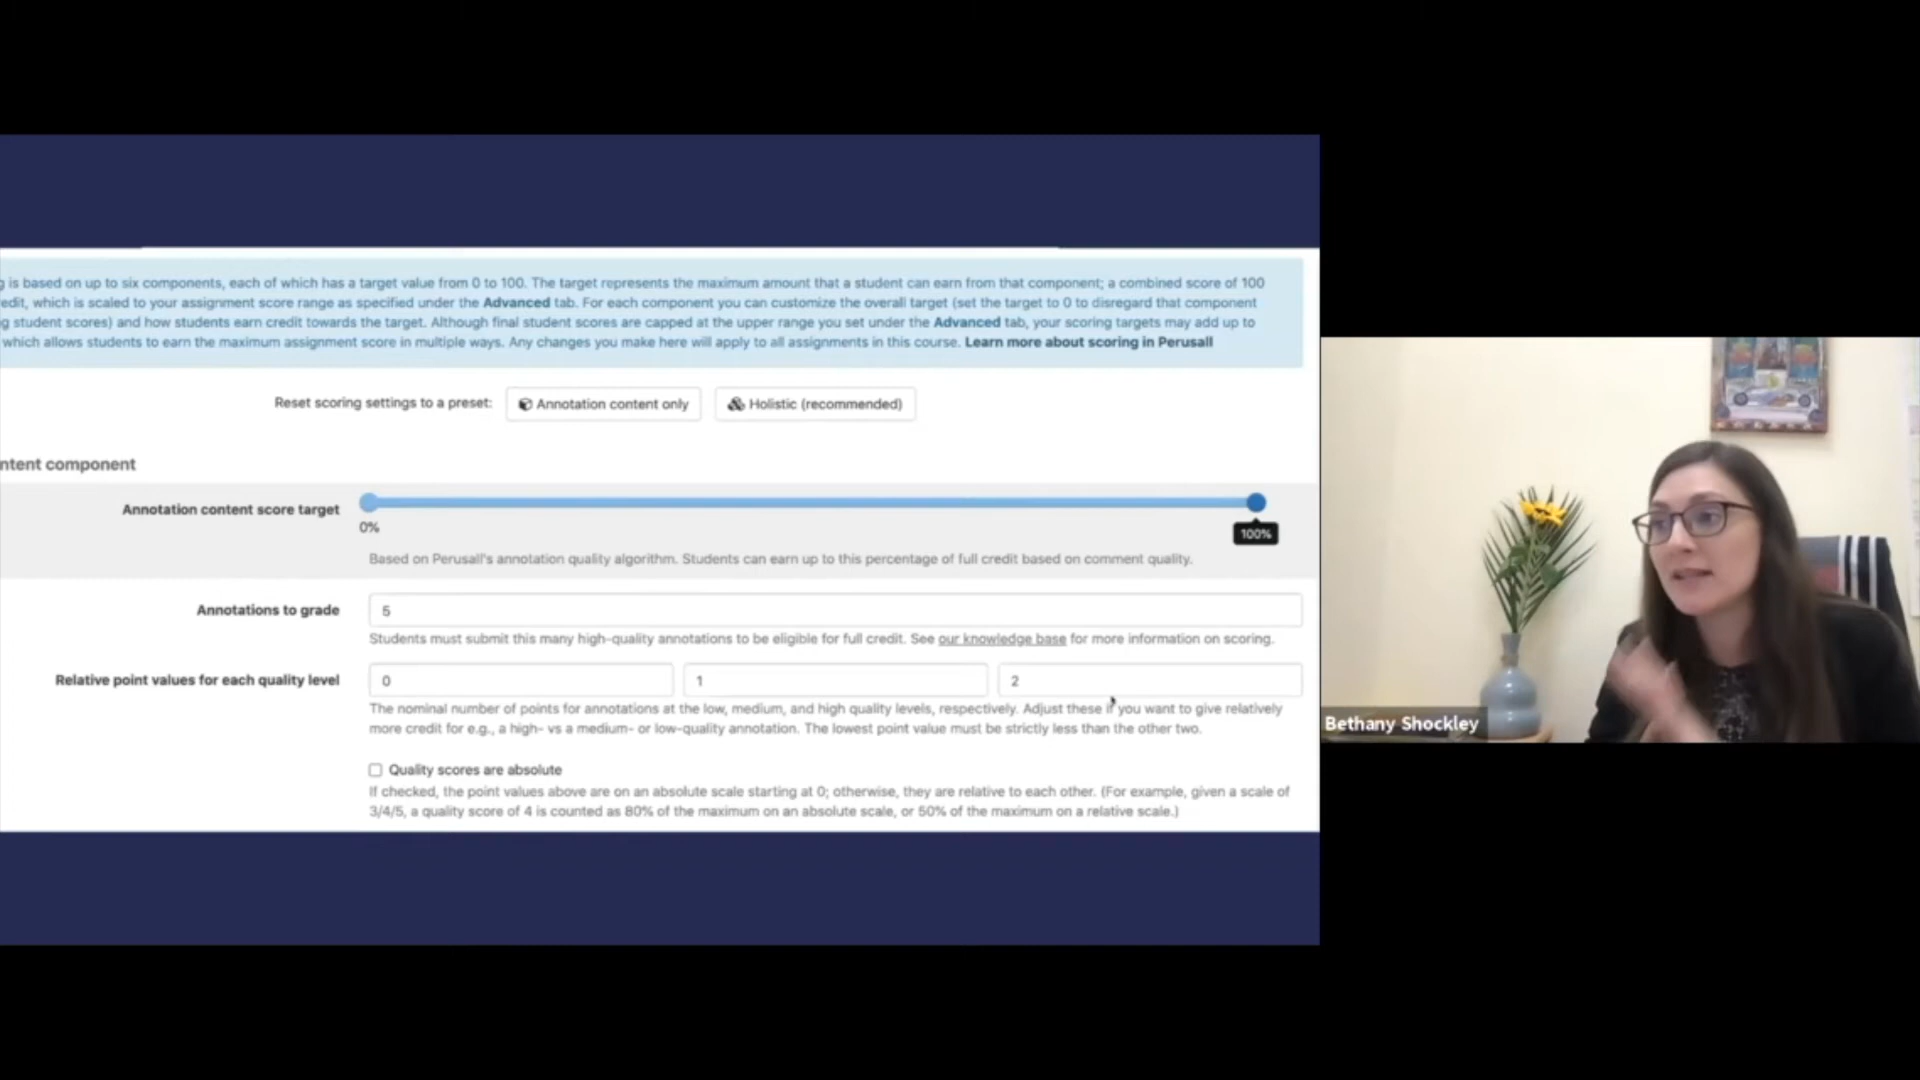 g is based on up to six components, each of which has a target value from 0 to 100. The target represents the maximum amount that a student can earn from that component; a combined score of 100
edit, which is scaled to your assignment score range as specified under the Advanced tab. For each component you can customize the overall target (set the target to 0 to disregard that component
g student scores) and how students earn credit towards the target. Although final student scores are capped at the upper range you set under the Advanced tab, your scoring targets may add up to
which allows students to earn the maximum assignment score in multiple ways. Any changes you make here will apply to all assignments in this course. Learn more about scoring in Perusall
Reset scoring settings to a preset: Annotation content only Holistic (recommended)
ntent component
Annotation content score target
0%
100%
Based on Perusall's annotation quality algorithm. Students can earn up to this percentage of full credit based on comment quality.
Annotations to grade 5
Students must submit this many high-quality annotations to be eligible for full credit. See our knowledge base for more information on scoring.
Relative point values for each quality level 0 1 2
The nominal number of points for annotations at the low, medium, and high quality levels, respectively. Adjust these if you want to give relatively
more credit for e.g., a high- vs a medium- or low-quality annotation. The lowest point value must be strictly less than the other two.
Quality scores are absolute
If checked, the point values above are on an absolute scale starting at 0; otherwise, they are relative to each other. (For example, given a scale of
3/4/5, a quality score of 4 is counted as 80% of the maximum on an absolute scale, or 50% of the maximum on a relative scale.)
Bethany Shockley